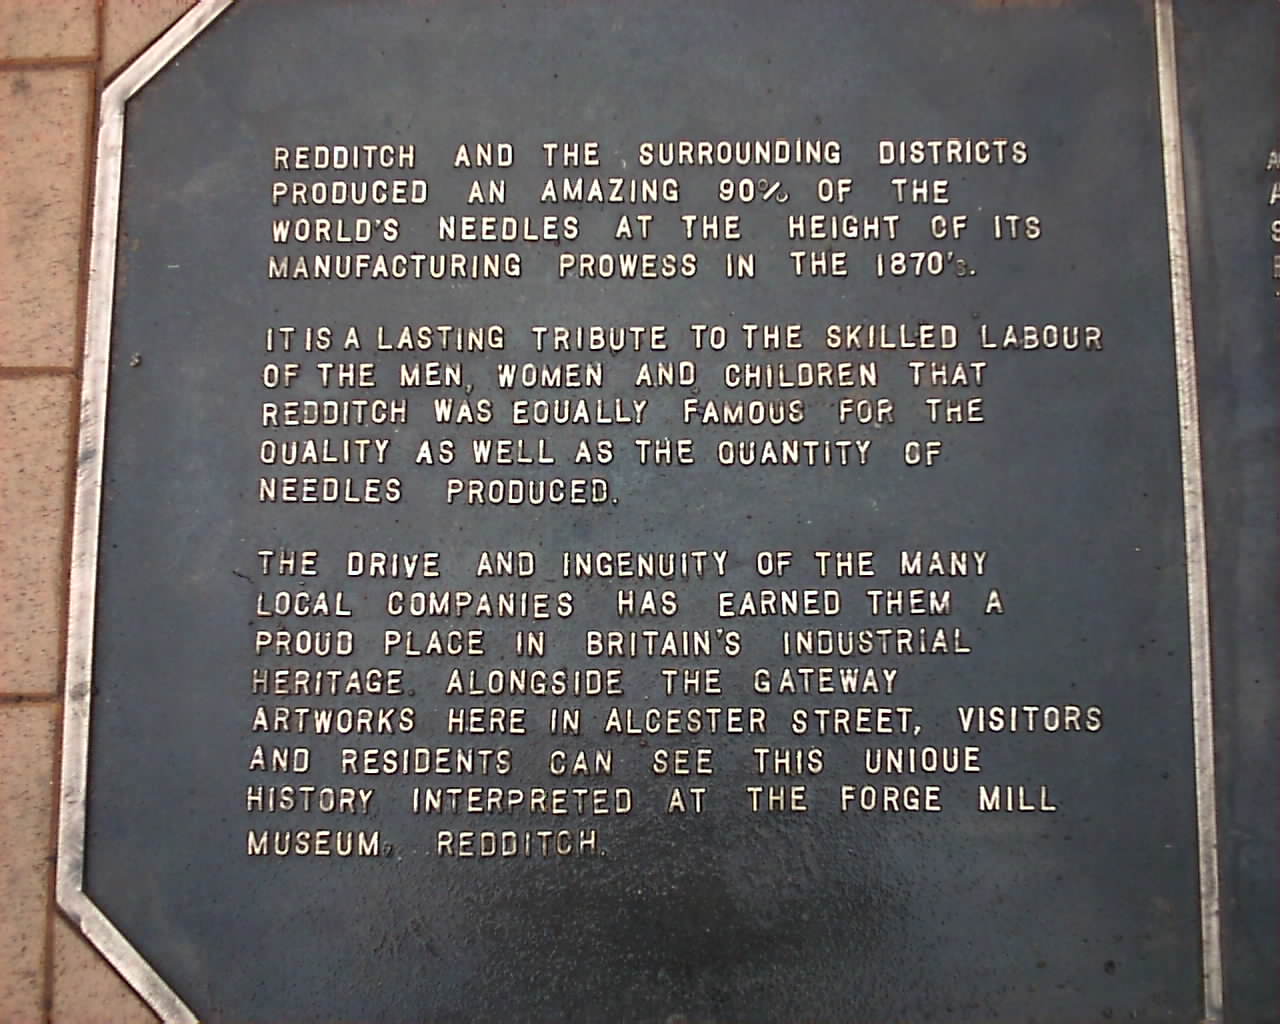 REDDITCH AND THE SURROUNDING DISTRICTS
PRODUCED AN AMAZING 90% OF THE
WORLD'S NEEDLES AT THE HEIGHT OF ITS
MANUFACTURING PROWESS IN THE 1870's.
IT IS A LASTING TRIBUTE TO THE SKILLED LABOUR
OF THE MEN, WOMEN AND CHILDREN THAT
REDDITCH WAS EQUALLY FAMOUS FOR THE
QUALITY AS WELL AS THE QUANTITY OF
NEEDLES PRODUCED.
THE DRIVE AND INGENUITY OF THE MANY
LOCAL COMPANIES HAS EARNED THEM A
PROUD PLACE IN BRITAIN'S INDUSTRIAL
HERITAGE. ALONGSIDE THE GATEWAY
ARTWORKS HERE IN ALCESTER STREET, VISITORS
AND RESIDENTS CAN SEE THIS UNIQUE
HISTORY INTERPRETED AT THE FORGE MILL
MUSEUM, REDDITCH.